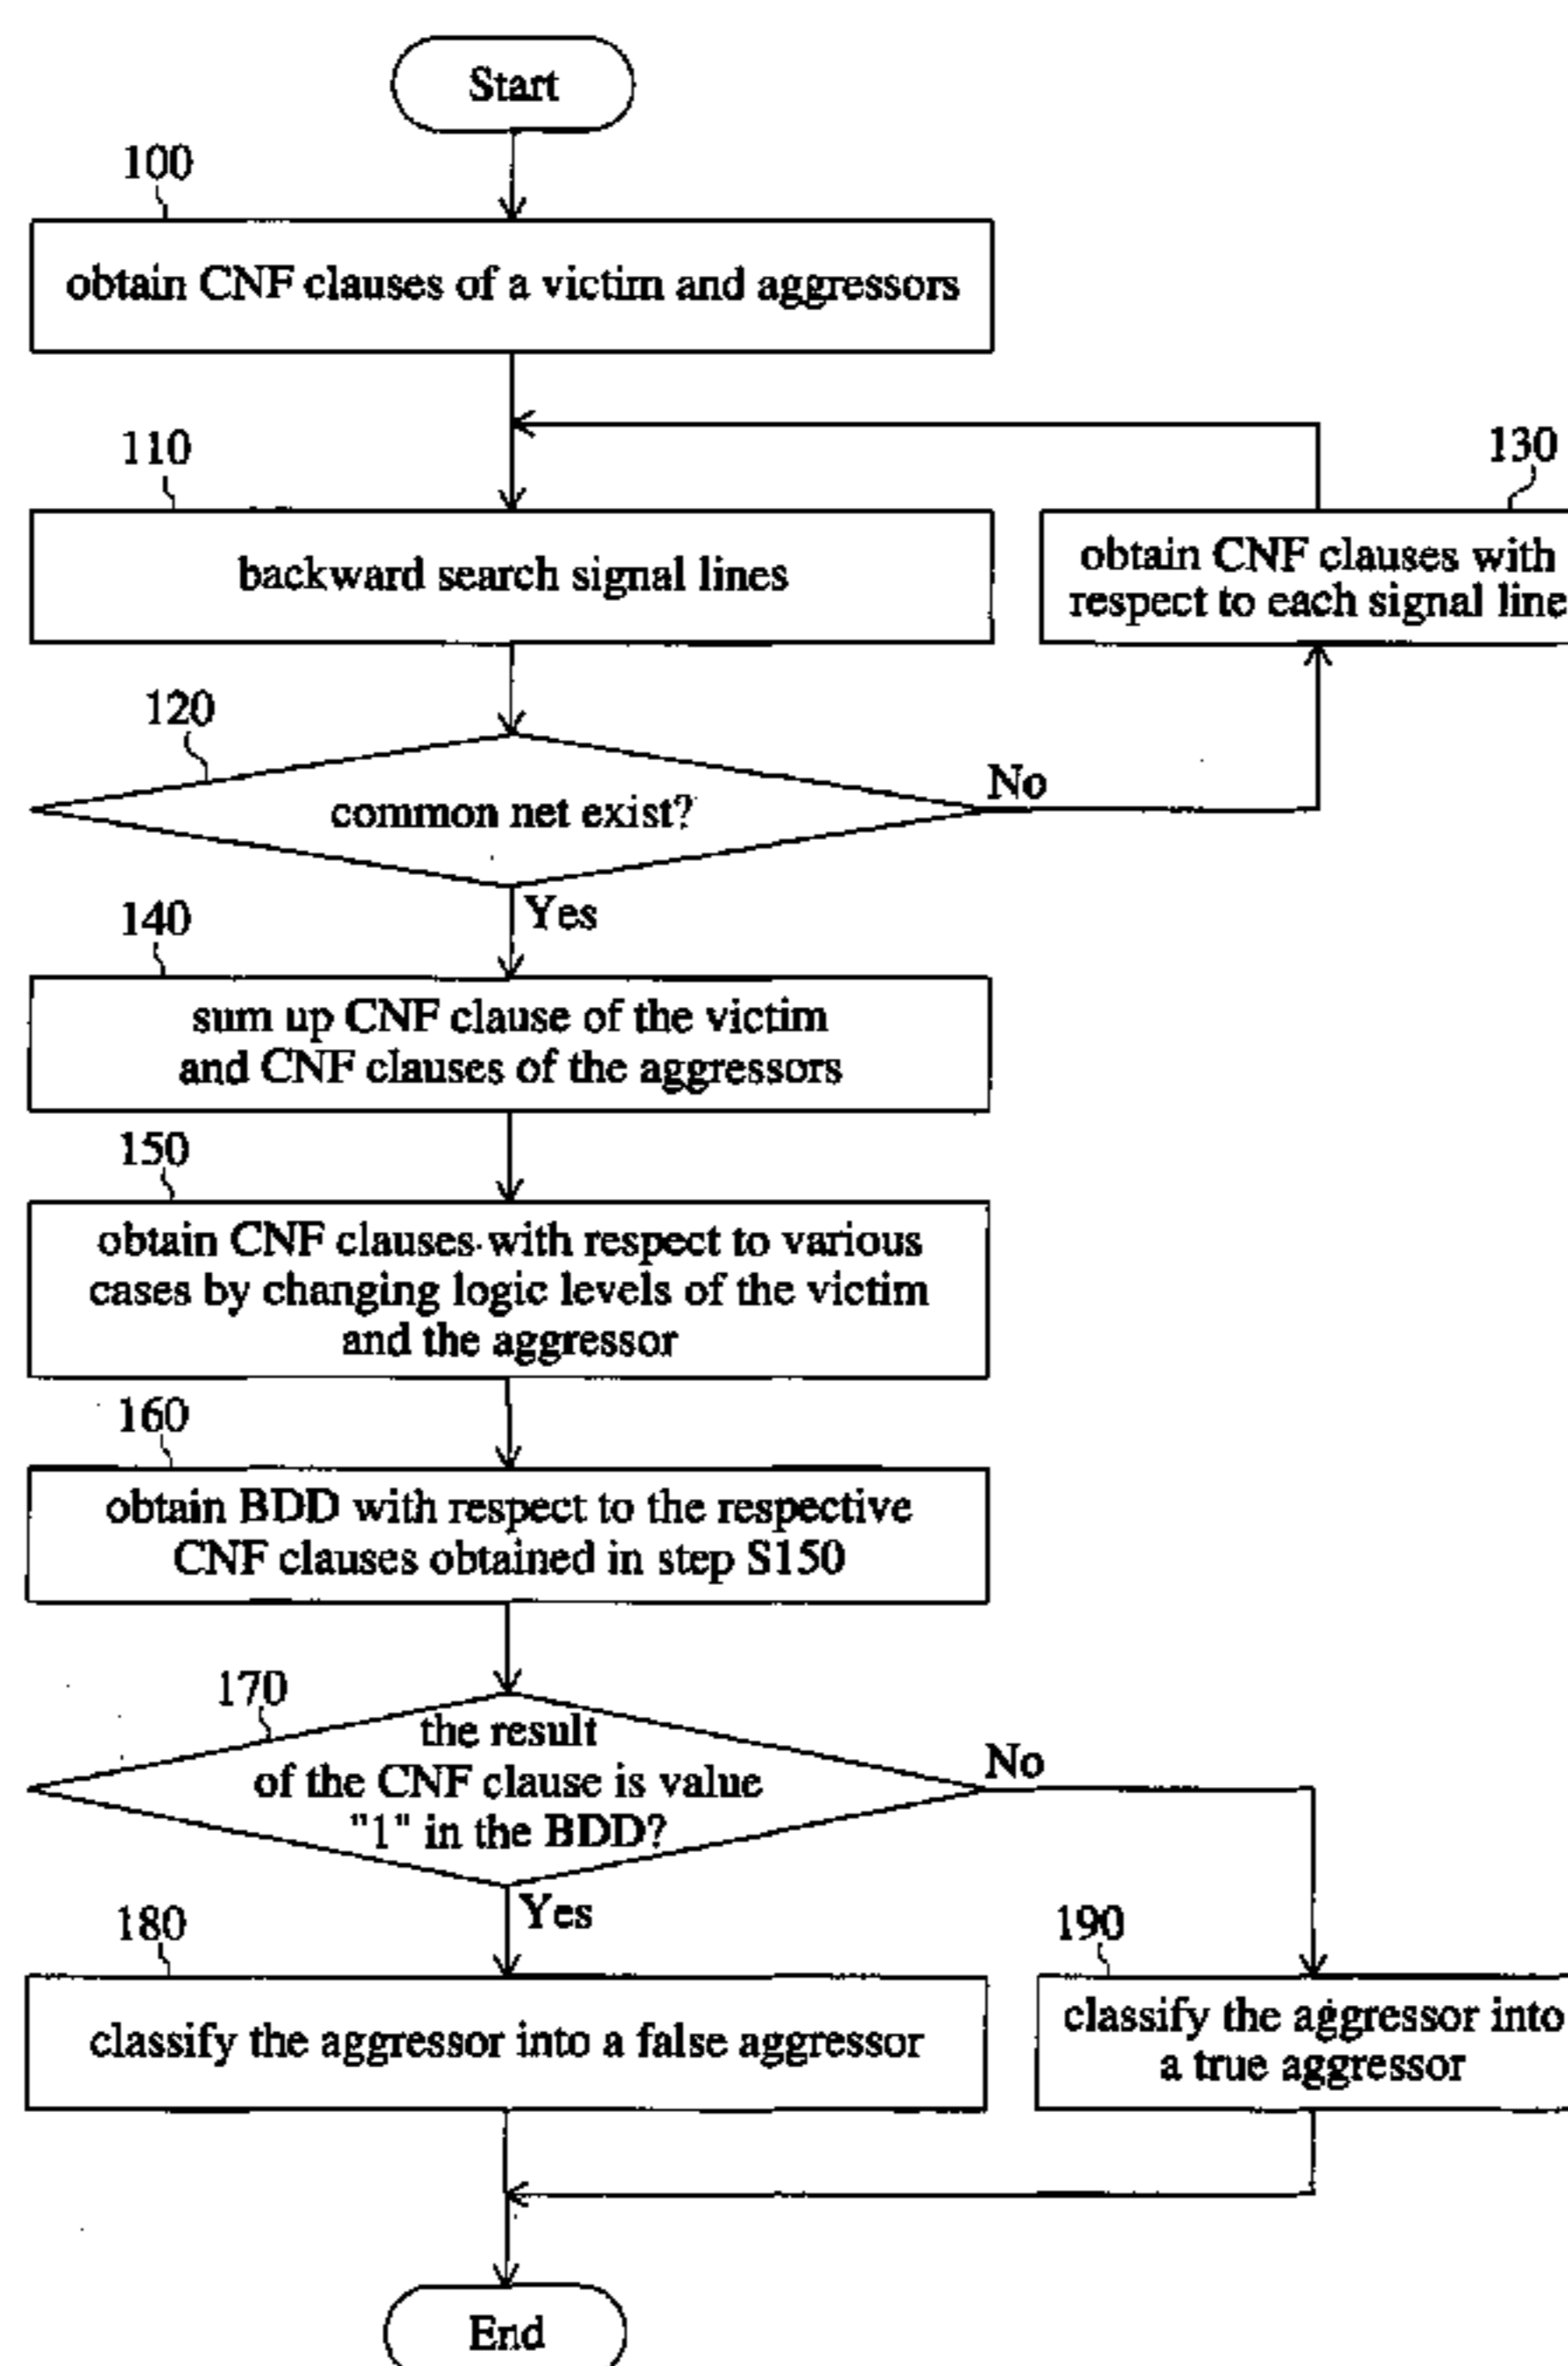 Start
100
obtain CNF clauses of a victim and aggressors
110
backward search signal lines
130
obtain CNF clauses with
respect to each signal line
120
common net exist?
No
Yes
140
sum up CNF clause of the victim
and CNF clauses of the aggressors
150
obtain CNF clauses with respect to various
cases by changing logic levels of the victim
and the aggressor
160
obtain BDD with respect to the respective
CNF clauses obtained in step S150
170
the result
of the CNF clause is value
"1" in the BDD?
No
Yes
180
classify the aggressor into a false aggressor
190
classify the aggressor into
a true aggressor
End